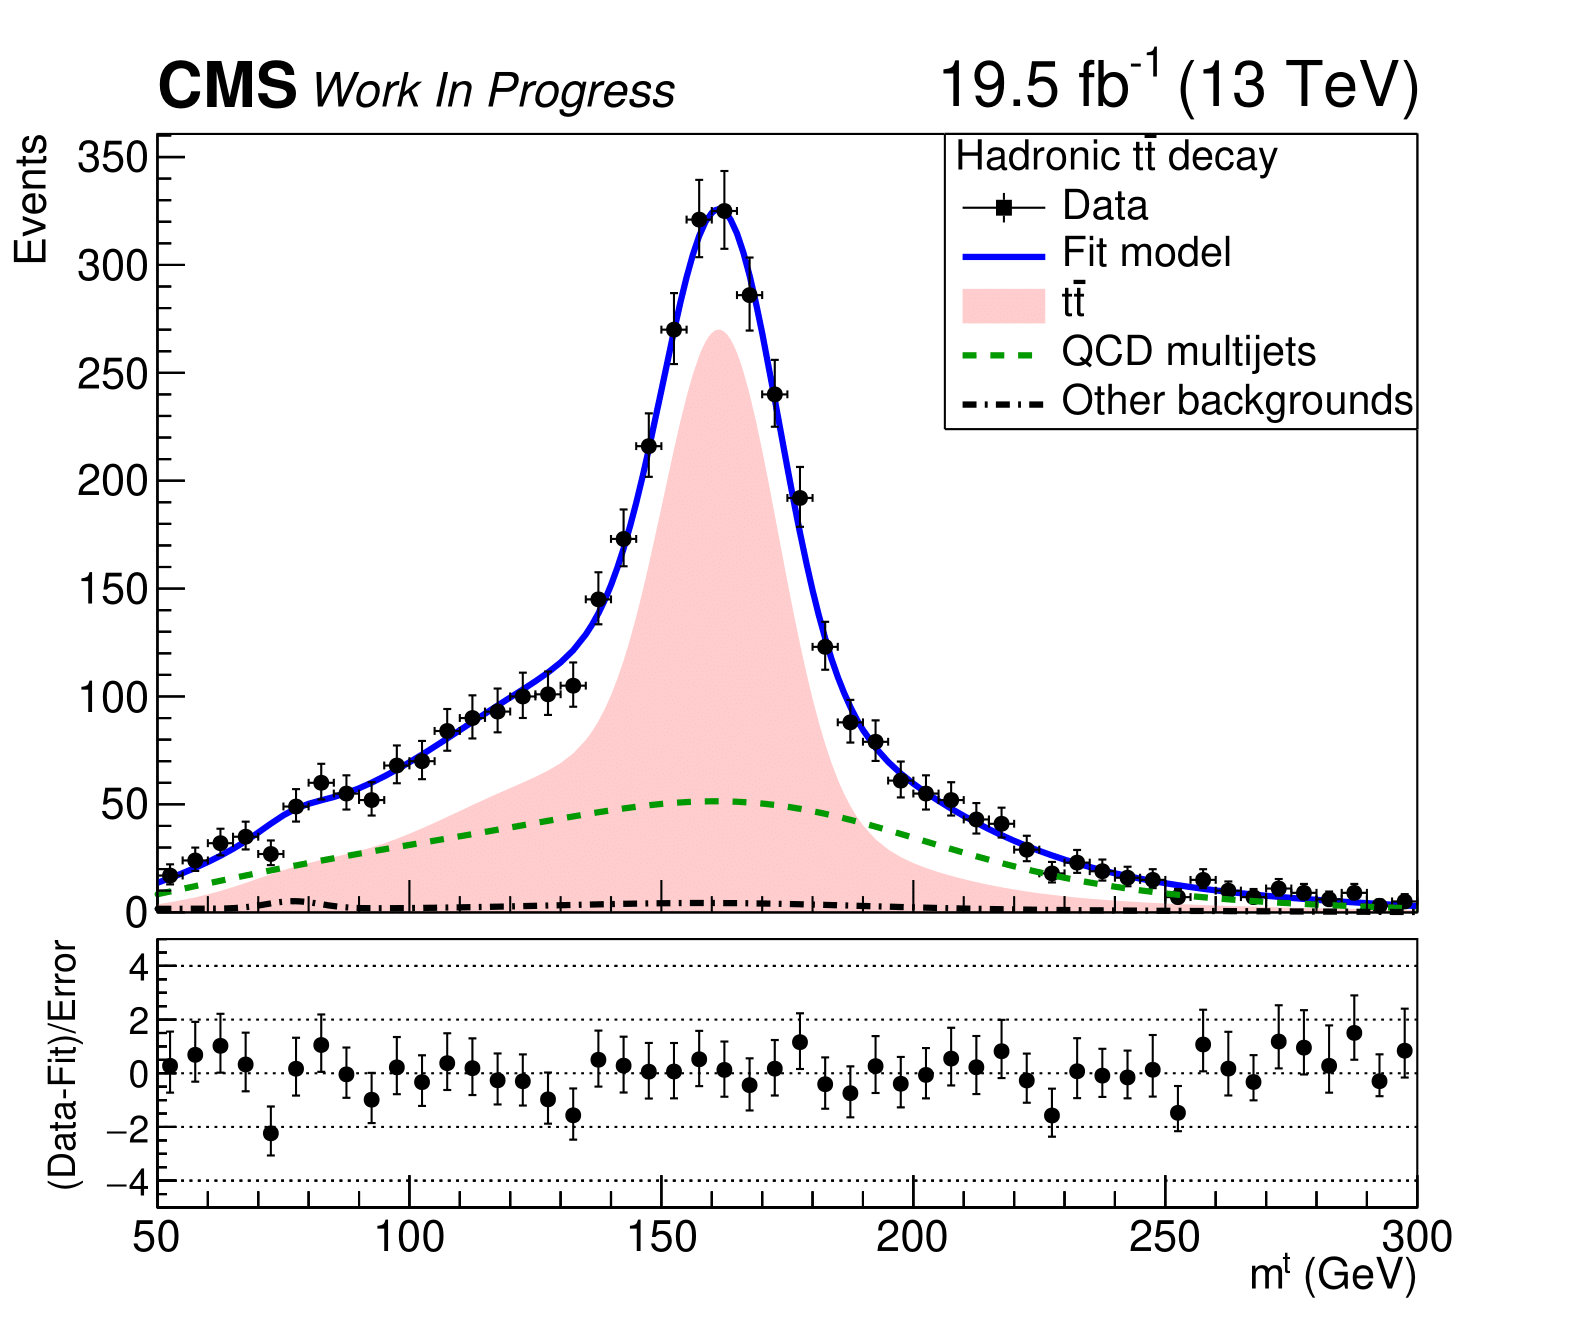 CMS Work In Progress
19.5 fb⁻¹ (13 TeV)
Events
350
300
250
200
150
100
50
0
Hadronic tt̄ decay
Data
Fit model
tt̄
QCD multijets
Other backgrounds
(Data-Fit)/Error
4
2
0
−2
−4
50 100 150 200 250 300
mᵗ (GeV)